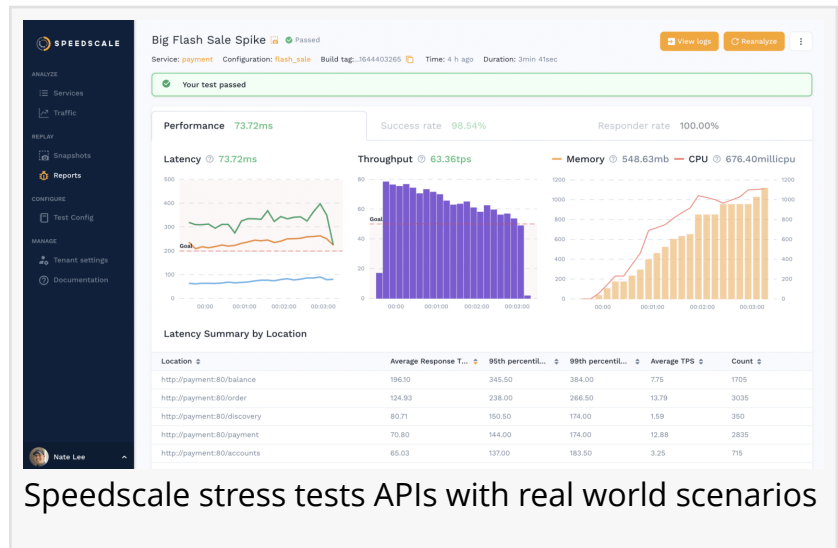 SPEEDSCALE
ANALYZE
Services
Traffic
REPLAY
Snapshots
Reports
CONFIGURE
Test Config
MANAGE
Tenant settings
Documentation
Nate Lee
Big Flash Sale Spike Passed
View logs Reanalyze
Service: payment Configuration: flash_sale Build tag:...1644403265 Time: 4 h ago Duration: 3min 41sec
Your test passed
Performance 73.72ms Success rate 98.54% Responder rate 100.00%
Latency 73.72ms
500
400
300
Goal
200
100
0
00:00 00:01:00 00:02:00 00:03:00
Throughput 63.36tps
80
60
Goal
40
20
0
00:00 00:01:00 00:02:00 00:03:00
Memory 548.63mb CPU 676.40millicpu
1200 1200
1000 1000
800 800
600 600
400 400
200 200
0 0
00:00 00:01:00 00:02:00 00:03:00
Latency Summary by Location
Location Average Response T... 95th percentil... 99th percentil... Average TPS Count
http://payment:80/balance 196.10 345.50 384.00 7.75 1705
http://payment:80/order 124.93 238.00 266.50 13.79 3035
http://payment:80/discovery 80.71 150.50 174.00 1.59 350
http://payment:80/payment 70.80 144.00 174.00 12.88 2835
http://payment:80/accounts 65.03 137.00 183.50 3.25 715
Speedscale stress tests APIs with real world scenarios